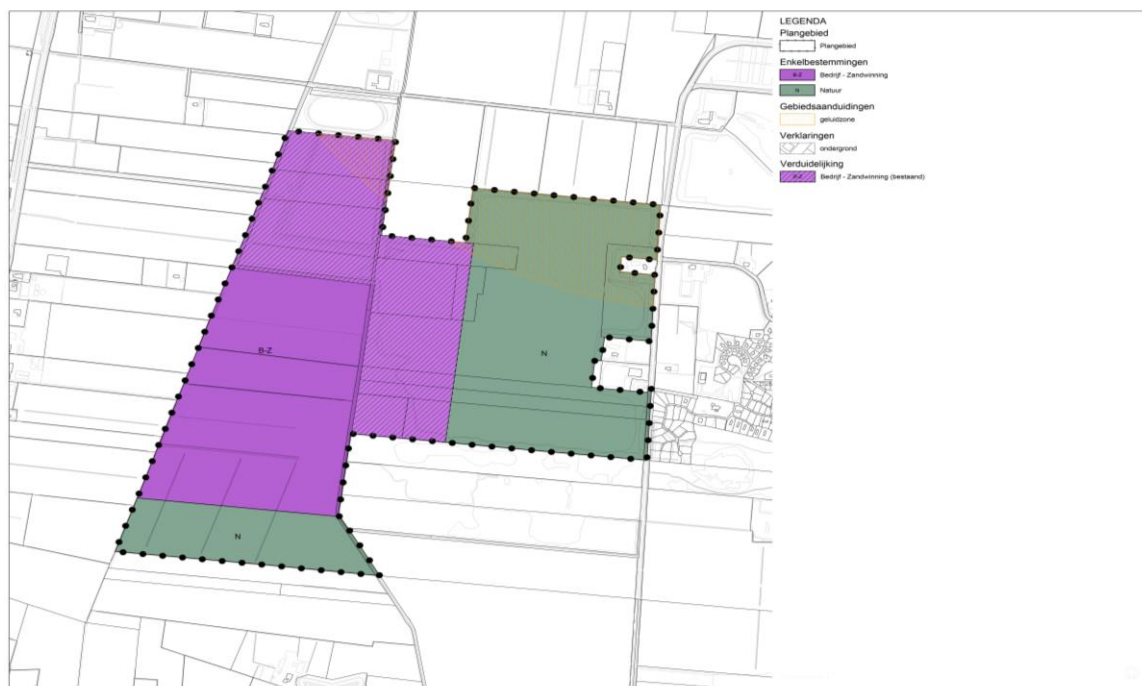 LEGENDA
Plangebied
Plangebied
Enkelbestemmingen
B-Z Bedrijf - Zandwinning
N Natuur
Gebiedsaanduidingen
geluidzone
Verklaringen
ondergrond
Verduidelijking
B-Z Bedrijf - Zandwinning (bestaand)
B-Z
N
N